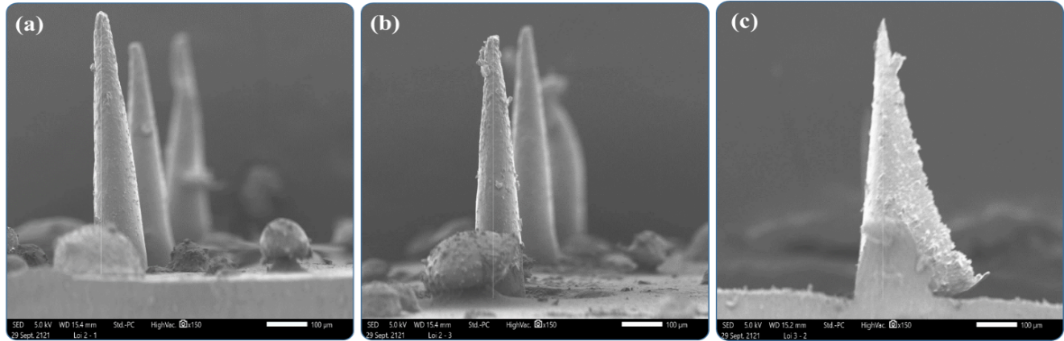 (a)
SED 5.0 kV WD 15.4 mm Std.-PC HighVac. x150 100 µm
29 Sept. 2121 Loi 2 - 1
(b)
SED 5.0 kV WD 15.4 mm Std.-PC HighVac. x150 100 µm
29 Sept. 2121 Loi 2 - 3
(c)
SED 5.0 kV WD 15.2 mm Std.-PC HighVac. x150 100 µm
29 Sept. 2121 Loi 3 - 2